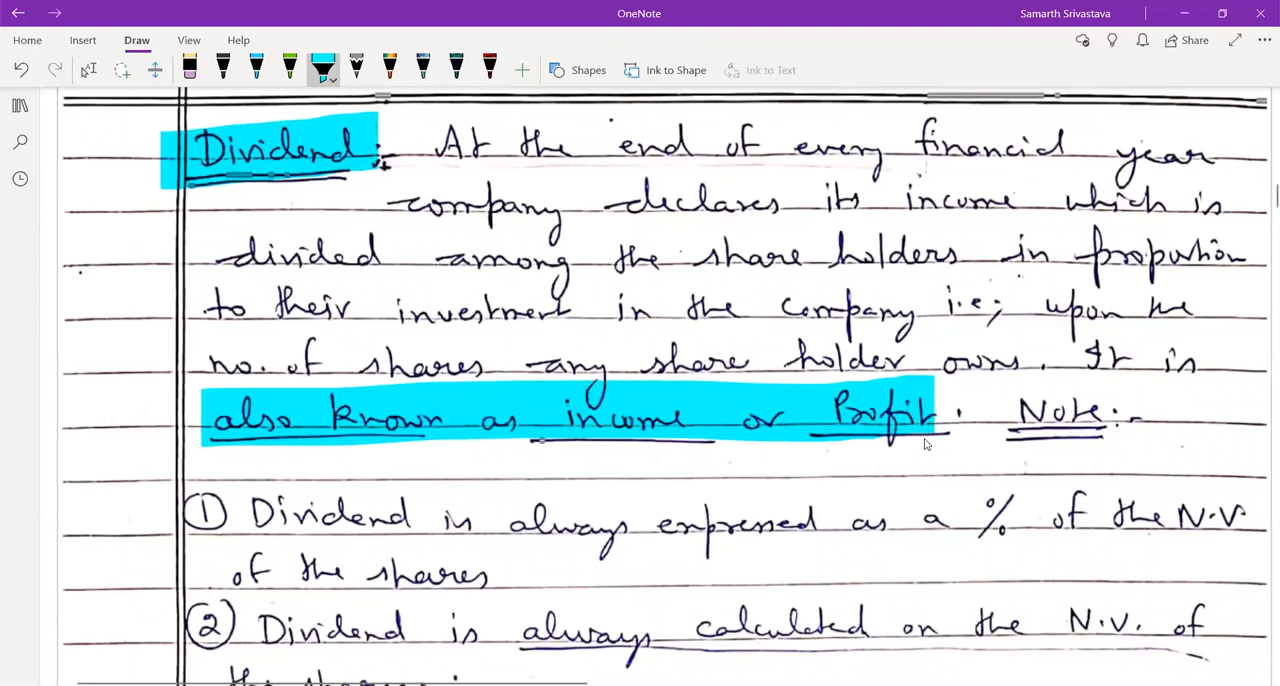 OneNote
Samarth Srivastava
Home Insert Draw View Help
Share
Shapes Ink to Shape Ink to Text
Dividend :- At the end of every financial year
company declares its income which is
divided among the share holders in proportion
to their investment in the company i.e; upon the
no. of shares any share holder owns. It is
also known as income or Profit. Note:-
① Dividend is always expressed as a % of the N.V.
of the shares
② Dividend is always calculated on the N.V. of
the shares.